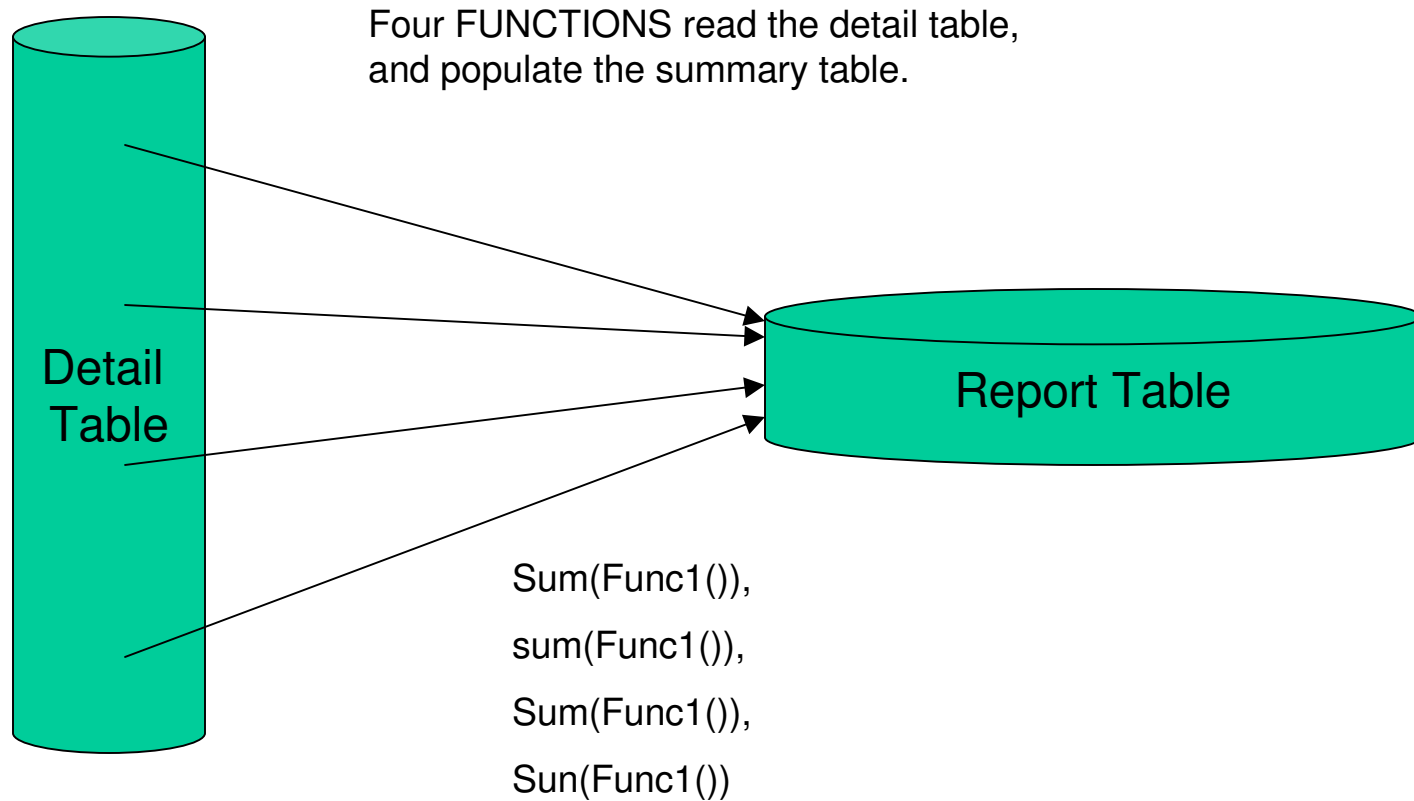 Four FUNCTIONS read the detail table,
and populate the summary table.
Detail
Table
Report Table
Sum(Func1()),
sum(Func1()),
Sum(Func1()),
Sun(Func1())